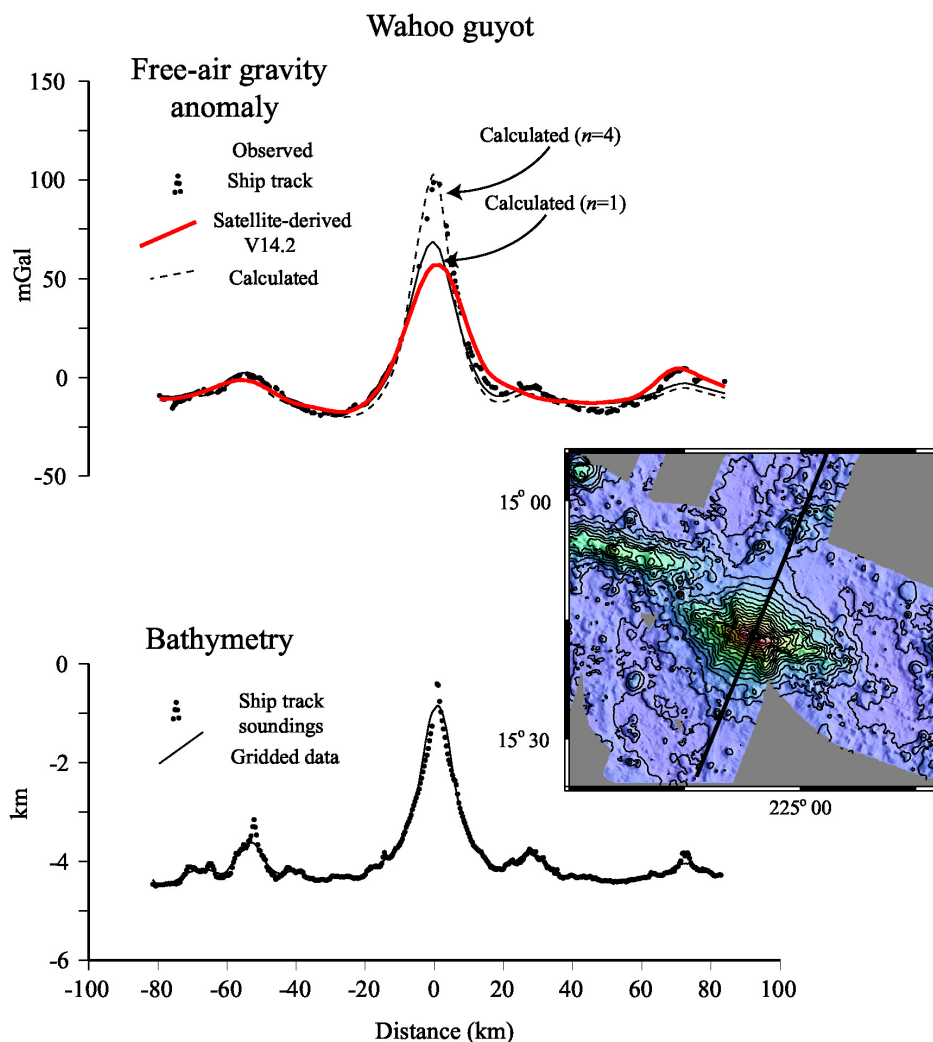 Wahoo guyot
Free-air gravity
anomaly
150
100
50
0
-50
mGal
Observed
Ship track
Satellite-derived
V14.2
Calculated
Calculated (n=4)
Calculated (n=1)
15° 00
15° 30
225° 00
Bathymetry
0
-2
-4
-6
km
Ship track
soundings
Gridded data
-100 -80 -60 -40 -20 0 20 40 60 80 100
Distance (km)